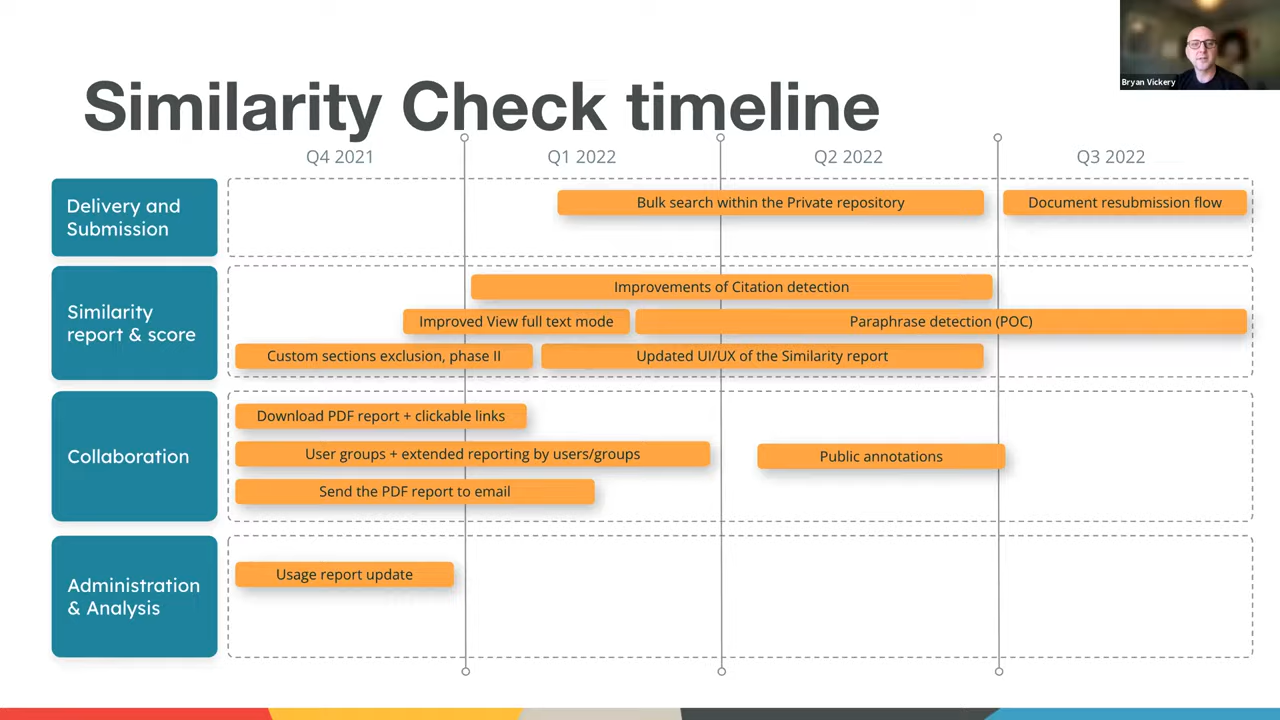 Bryan Vickery
Similarity Check timeline
Q4 2021
Q1 2022
Q2 2022
Q3 2022
Delivery and
Submission
Bulk search within the Private repository
Document resubmission flow
Similarity
report & score
Improvements of Citation detection
Improved View full text mode
Paraphrase detection (POC)
Custom sections exclusion, phase II
Updated UI/UX of the Similarity report
Collaboration
Download PDF report + clickable links
User groups + extended reporting by users/groups
Public annotations
Send the PDF report to email
Administration
& Analysis
Usage report update